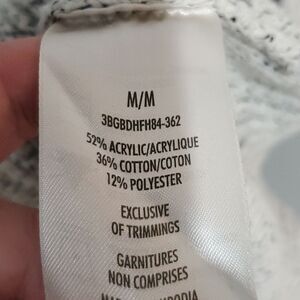 M/M
3BGBDHFH84-362
52% ACRYLIC/ACRYLIQUE
36% COTTON/COTON
12% POLYESTER
EXCLUSIVE
OF TRIMMINGS
GARNITURES
NON COMPRISES